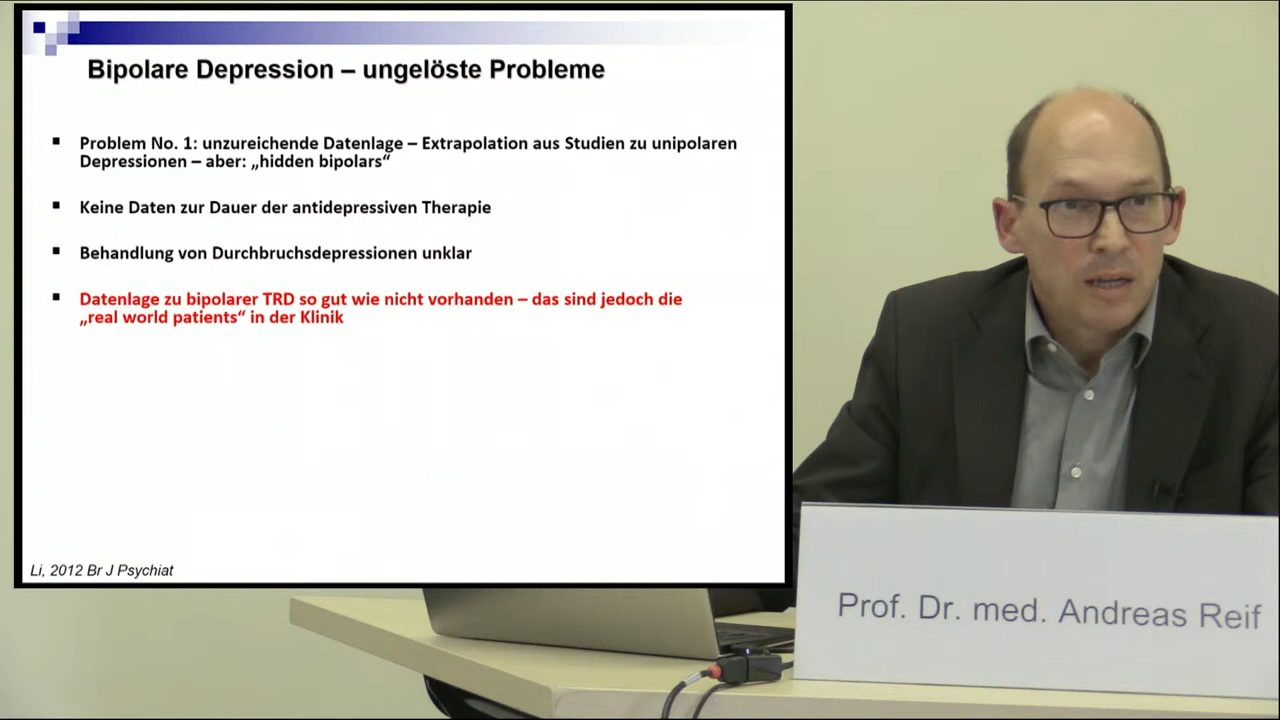 Bipolare Depression – ungelöste Probleme
▪ Problem No. 1: unzureichende Datenlage – Extrapolation aus Studien zu unipolaren
Depressionen – aber: „hidden bipolars“
▪ Keine Daten zur Dauer der antidepressiven Therapie
▪ Behandlung von Durchbruchsdepressionen unklar
▪ Datenlage zu bipolarer TRD so gut wie nicht vorhanden – das sind jedoch die
„real world patients“ in der Klinik
Li, 2012 Br J Psychiat
Prof. Dr. med. Andreas Reif